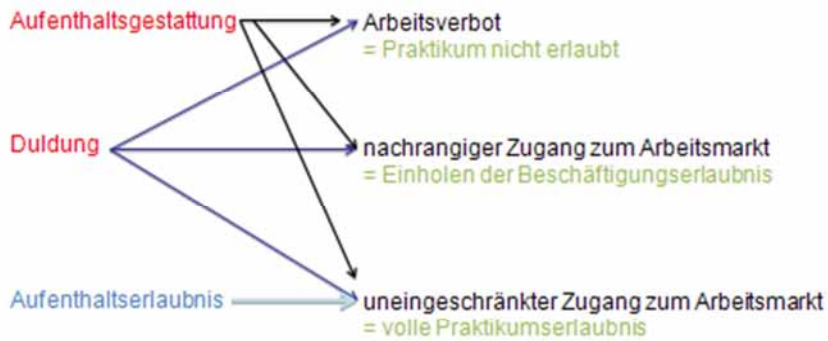 Aufenthaltsgestattung
Arbeitsverbot
= Praktikum nicht erlaubt
Duldung
nachrangiger Zugang zum Arbeitsmarkt
= Einholen der Beschäftigungserlaubnis
Aufenthaltserlaubnis
uneingeschränkter Zugang zum Arbeitsmarkt
= volle Praktikumserlaubnis